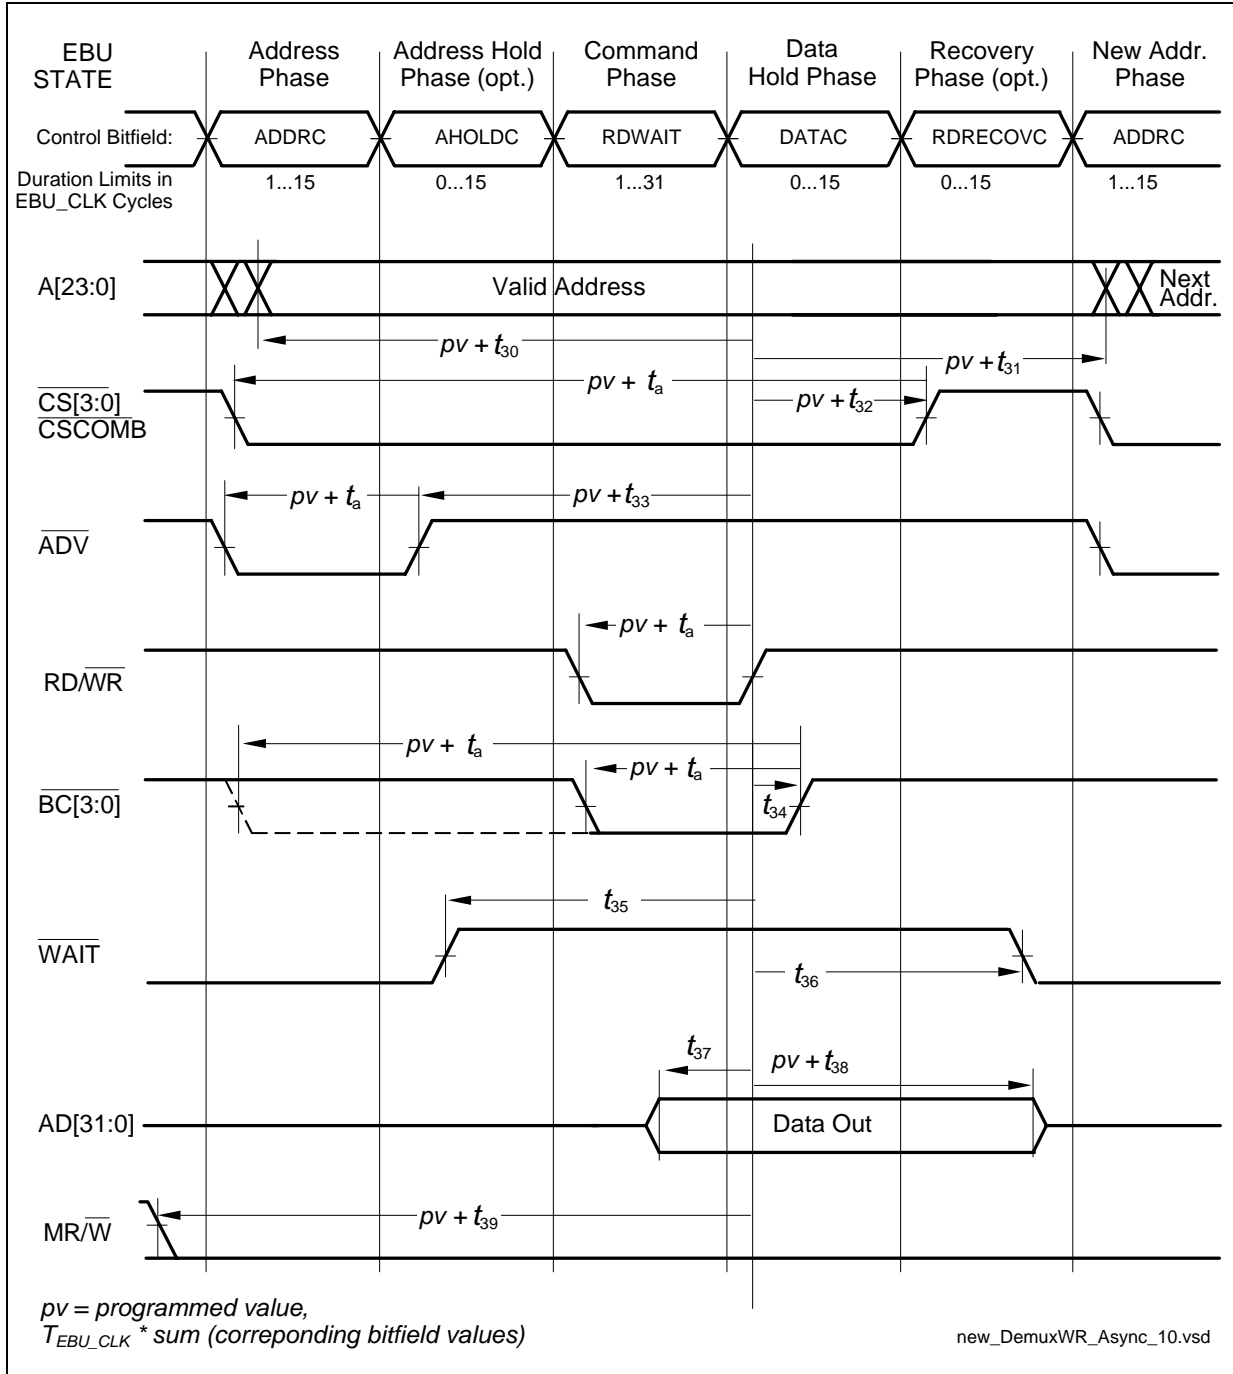 EBU
STATE
Address
Phase
Address Hold
Phase (opt.)
Command
Phase
Data
Hold Phase
Recovery
Phase (opt.)
New Addr.
Phase
Control Bitfield:
ADDRC
AHOLDC
RDWAIT
DATAC
RDRECOVC
ADDRC
Duration Limits in
EBU_CLK Cycles
1...15
0...15
1...31
0...15
0...15
1...15
A[23:0]
Valid Address
Next
Addr.
pv + t30
pv + t31
CS[3:0]
CSCOMB
pv + ta
pv + t32
ADV
pv + ta
pv + t33
RD/WR
pv + ta
BC[3:0]
pv + ta
pv + ta
t34
WAIT
t35
t36
AD[31:0]
t37
pv + t38
Data Out
MR/W
pv + t39
pv = programmed value,
TEBU_CLK * sum (correponding bitfield values)
new_DemuxWR_Async_10.vsd